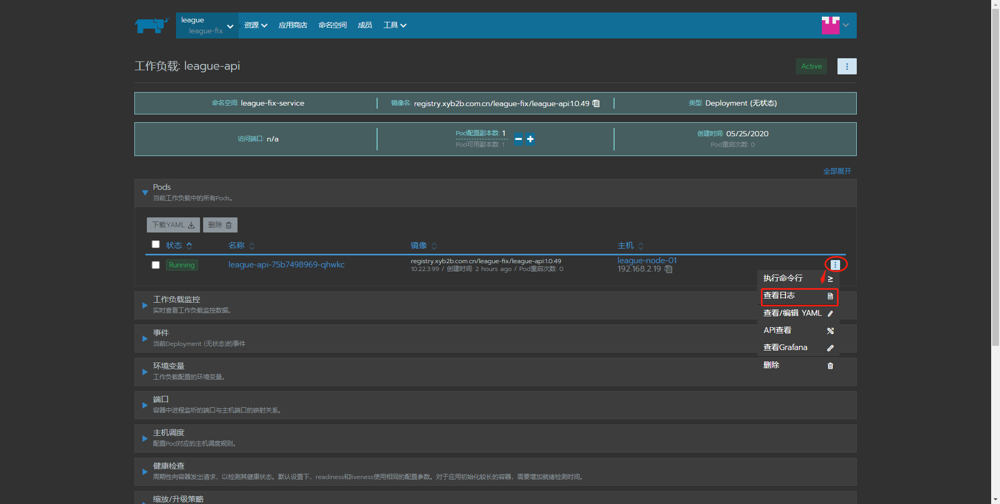 league
league-fix
资源
应用商店
命名空间
成员
工具
工作负载: league-api
Active
命名空间: league-fix-service
镜像名: registry.xyb2b.com.cn/league-fix/league-api:1.0.49
类型: Deployment (无状态)
访问端口: n/a
Pod配置副本数: 1
Pod可用副本数: 1
创建时间: 05/25/2020
Pod重启次数: 0
全部展开
Pods
当前工作负载中的所有Pods。
下载YAML
删除
状态
名称
镜像
主机
Running
league-api-75b7498969-qhwkc
registry.xyb2b.com.cn/league-fix/league-api:1.0.49
10.22.3.99 / 创建时间: 2 hours ago / Pod重启次数: 0
league-node-01
192.168.2.19
执行命令行
查看日志
查看/编辑 YAML
API查看
查看Grafana
删除
工作负载监控
实时查看工作负载监控数据。
事件
当前Deployment (无状态)的事件
环境变量
工作负载配置的环境变量。
端口
容器中进程监听的端口与主机端口的映射关系。
主机调度
配置Pod对应的主机调度规则。
健康检查
周期性向容器发出请求，以检测其健康状态。默认设置下，readiness和liveness使用相同的配置参数。对于应用初始化较长的容器，需要增加就绪检测时间。
缩放/升级策略